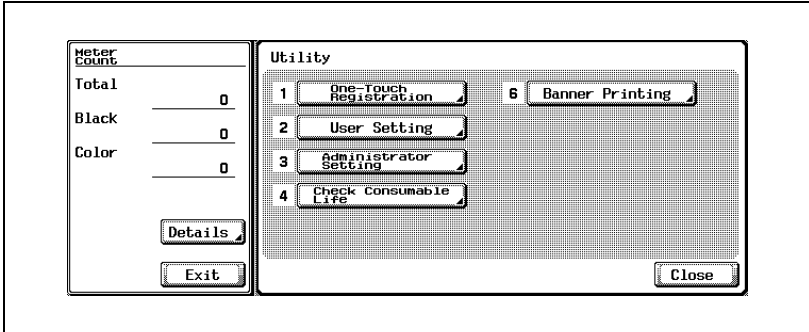 Meter
Count
Total
0
Black
0
Color
0
Details
Exit
Utility
1 One-Touch
Registration
2 User Setting
3 Administrator
Setting
4 Check Consumable
Life
6 Banner Printing
Close